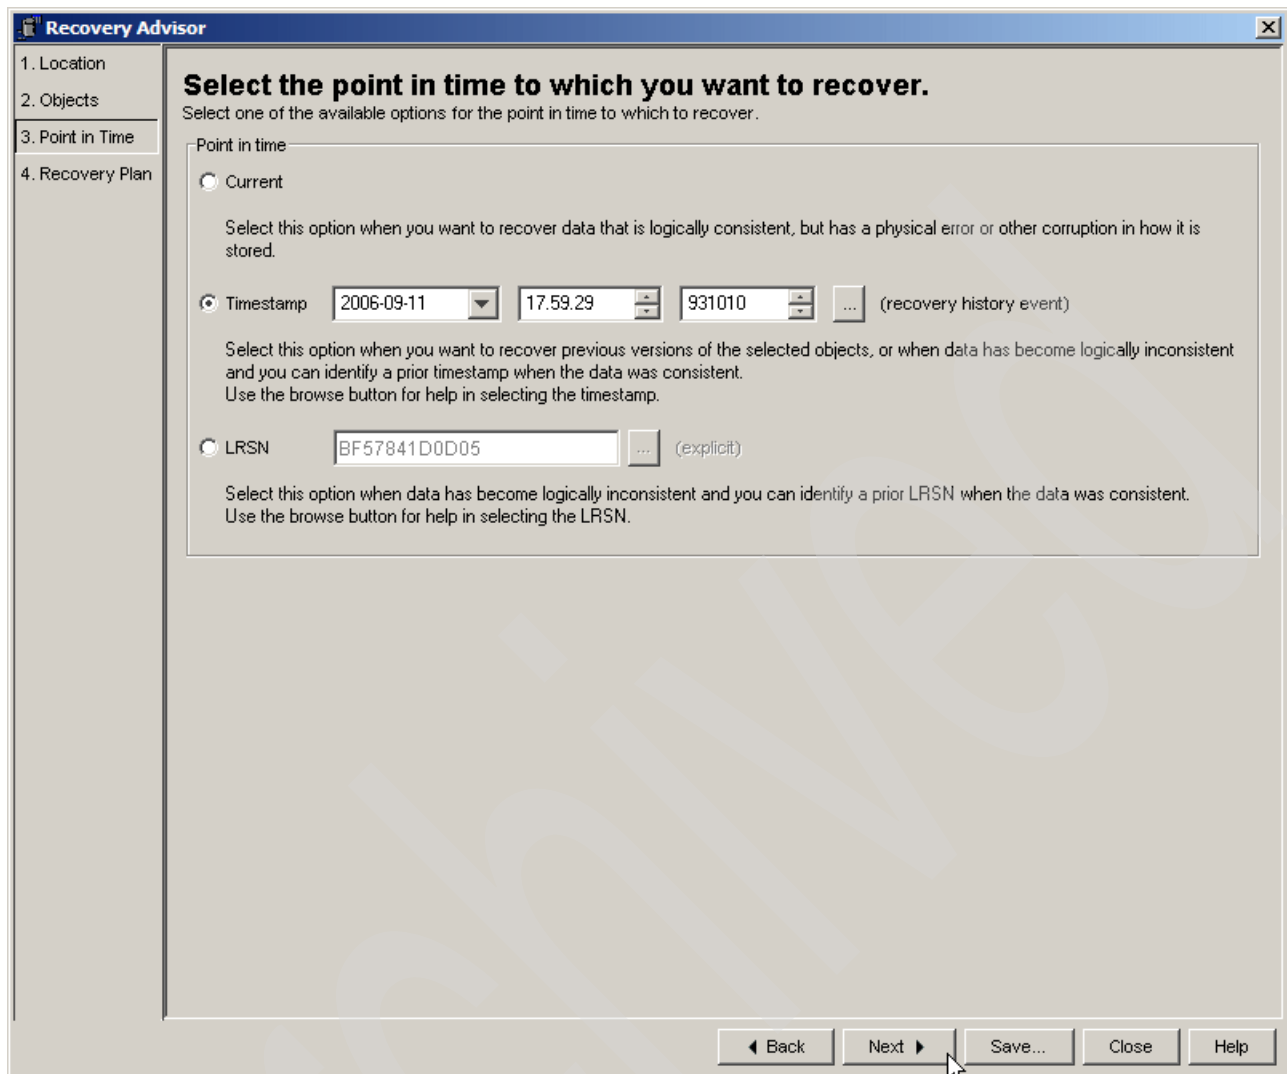 Recovery Advisor
1. Location
2. Objects
3. Point in Time
4. Recovery Plan
Select the point in time to which you want to recover.
Select one of the available options for the point in time to which to recover.
Point in time
Current
Select this option when you want to recover data that is logically consistent, but has a physical error or other corruption in how it is
stored.
Timestamp 2006-09-11 17.59.29 931010 ... (recovery history event)
Select this option when you want to recover previous versions of the selected objects, or when data has become logically inconsistent
and you can identify a prior timestamp when the data was consistent.
Use the browse button for help in selecting the timestamp.
LRSN BF57841D0D05 ... (explicit)
Select this option when data has become logically inconsistent and you can identify a prior LRSN when the data was consistent.
Use the browse button for help in selecting the LRSN.
Back Next Save... Close Help